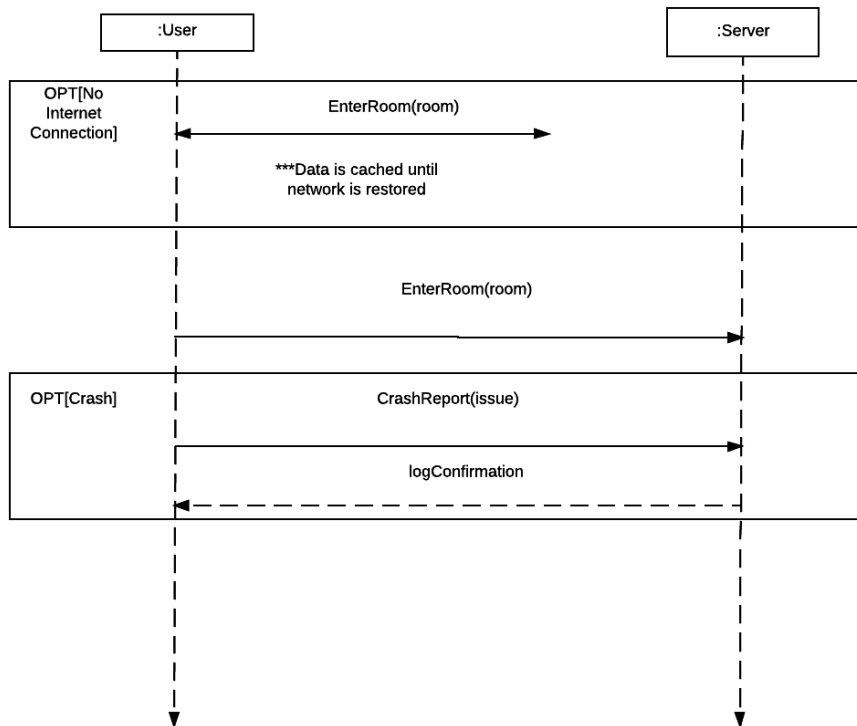 :User
:Server
OPT[No
Internet
Connection]
EnterRoom(room)
***Data is cached until
network is restored
EnterRoom(room)
OPT[Crash]
CrashReport(issue)
logConfirmation